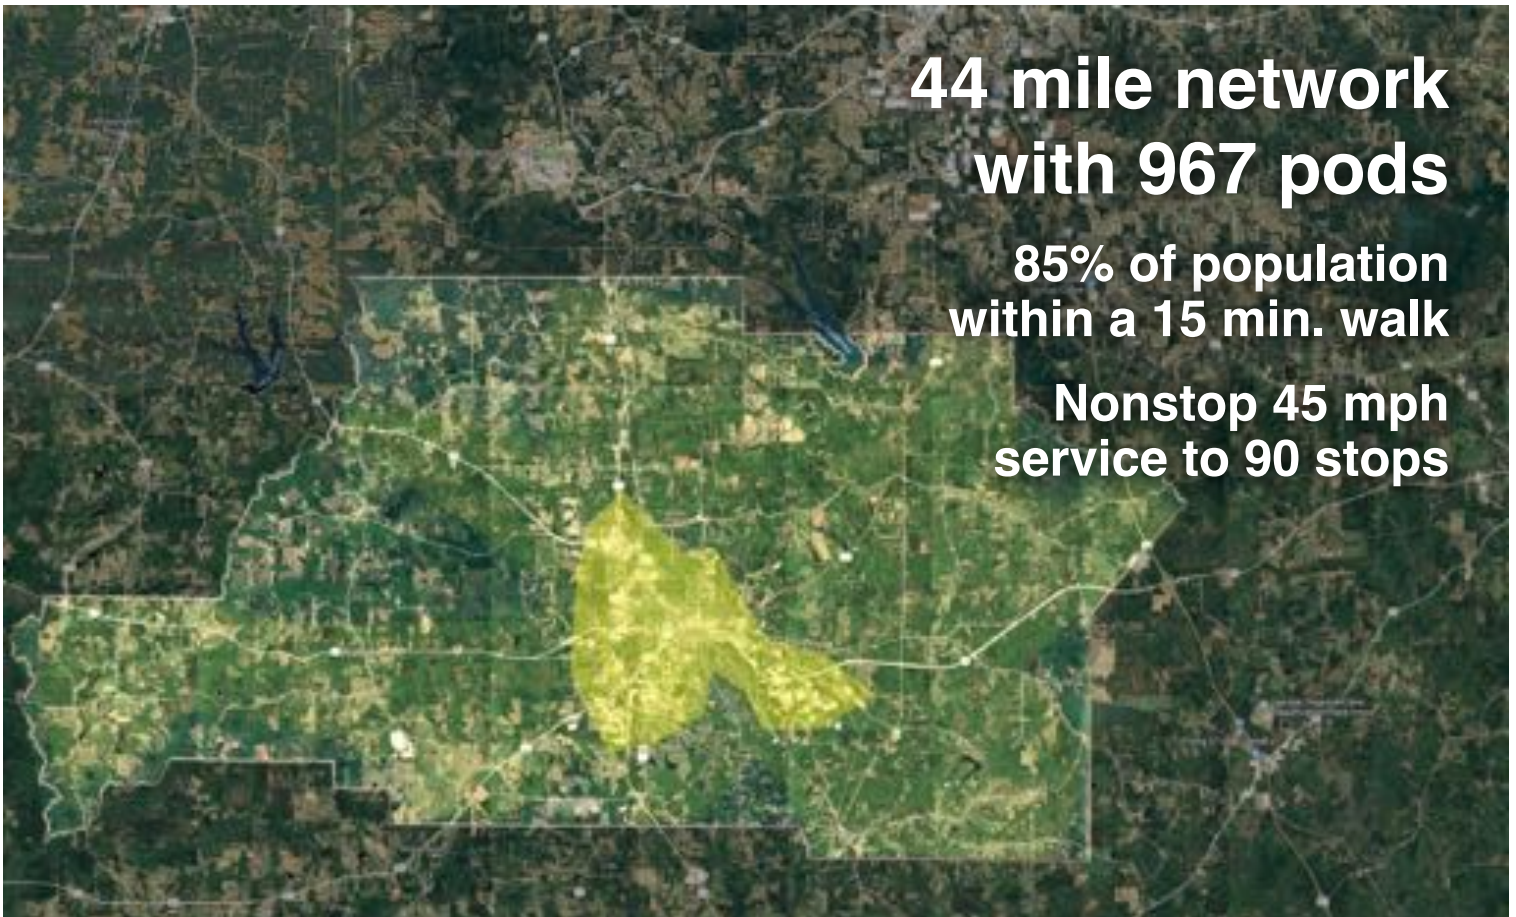 44 mile network
with 967 pods
85% of population
within a 15 min. walk
Nonstop 45 mph
service to 90 stops